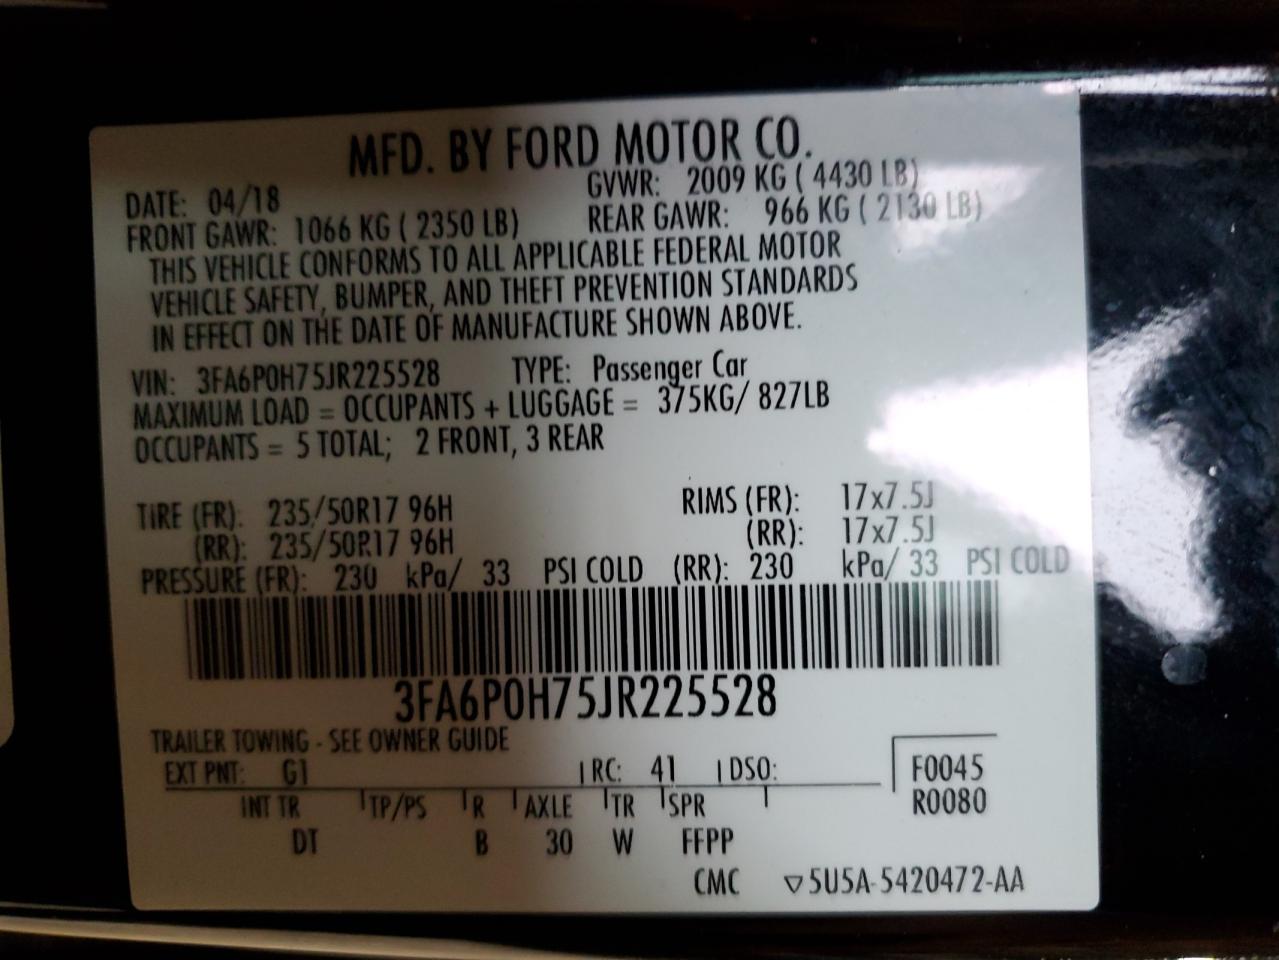 MFD. BY FORD MOTOR CO.
DATE: 04/18 GVWR: 2009 KG ( 4430 LB)
FRONT GAWR: 1066 KG ( 2350 LB) REAR GAWR: 966 KG ( 2130 LB)
THIS VEHICLE CONFORMS TO ALL APPLICABLE FEDERAL MOTOR
VEHICLE SAFETY, BUMPER, AND THEFT PREVENTION STANDARDS
IN EFFECT ON THE DATE OF MANUFACTURE SHOWN ABOVE.
VIN: 3FA6P0H75JR225528 TYPE: Passenger Car
MAXIMUM LOAD = OCCUPANTS + LUGGAGE = 375KG/ 827LB
OCCUPANTS = 5 TOTAL; 2 FRONT, 3 REAR
TIRE (FR): 235/50R17 96H RIMS (FR): 17x7.5J
(RR): 235/50R17 96H (RR): 17x7.5J
PRESSURE (FR): 230 kPa/ 33 PSI COLD (RR): 230 kPa/ 33 PSI COLD
3FA6P0H75JR225528
TRAILER TOWING - SEE OWNER GUIDE
EXT PNT: G1 RC: 41 DSO: F0045
INT TR TP/PS R AXLE TR SPR R0080
DT B 30 W FFPP
CMC ▽5U5A-5420472-AA